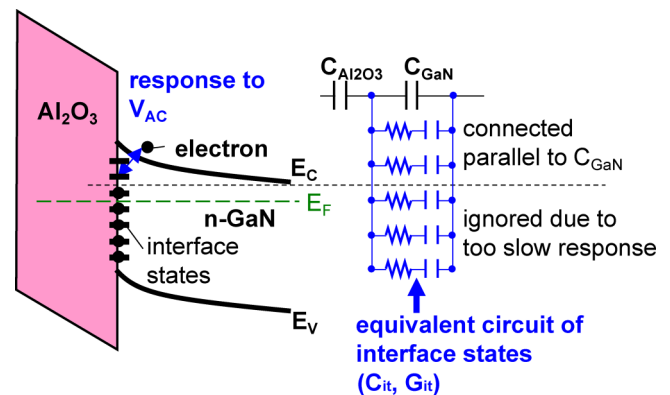 Al2O3
response to
VAC
electron
EC
EF
n-GaN
interface
states
EV
CAl2O3
CGaN
connected
parallel to CGaN
ignored due to
too slow response
equivalent circuit of
interface states
(Cit, Git)